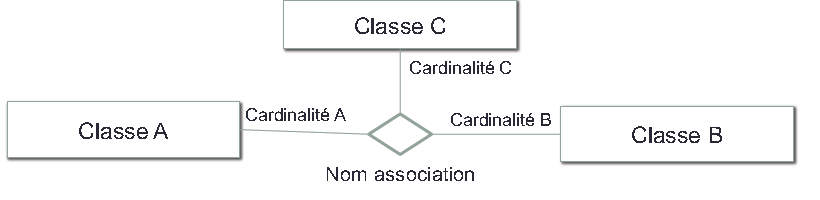 Classe C
Cardinalité C
Cardinalité A
Cardinalité B
Classe A
Classe B
Nom association